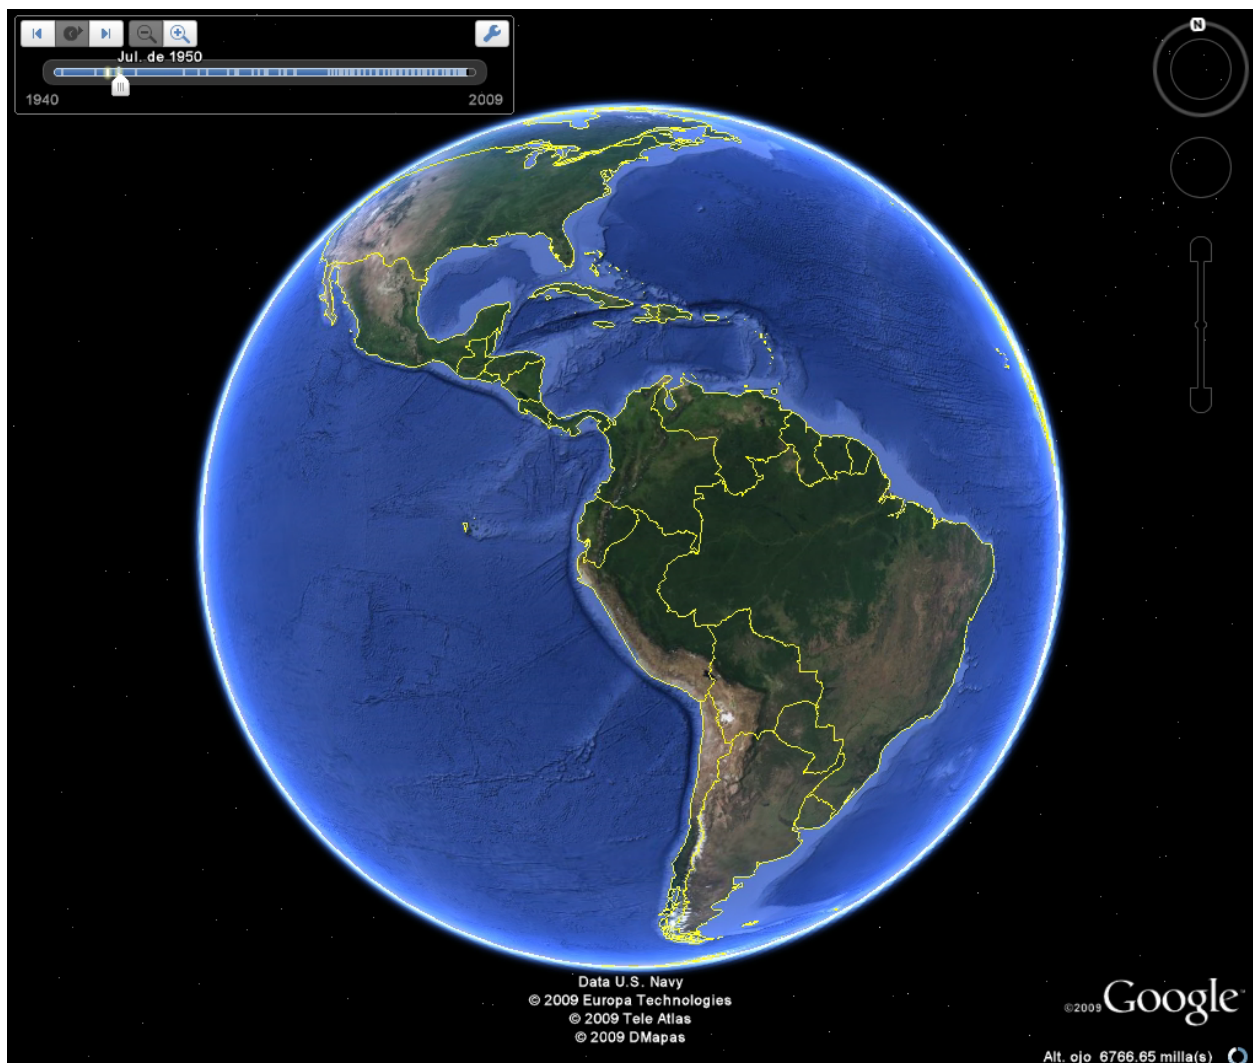 Jul. de 1950
1940 2009
N
Data U.S. Navy
© 2009 Europa Technologies
© 2009 Tele Atlas
© 2009 DMapas
©2009 Google™
Alt. ojo 6766.65 milla(s)